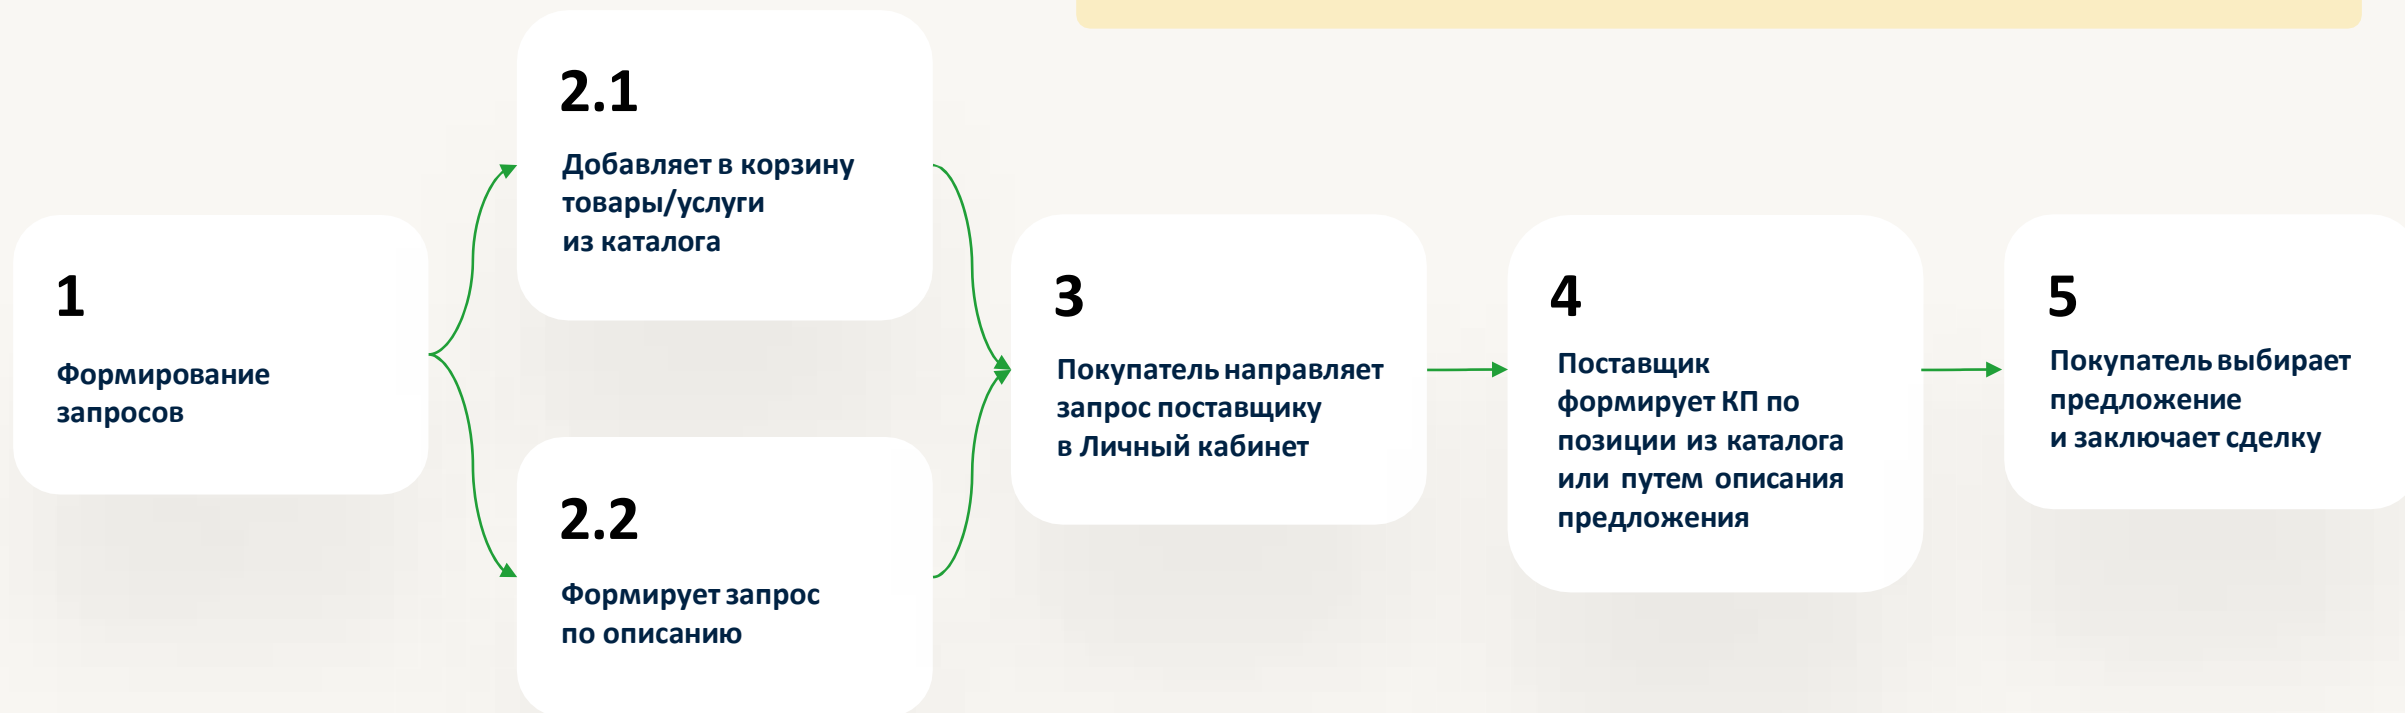 1
Формирование
запросов
2.1
Добавляет в корзину
товары/услуги
из каталога
2.2
Формирует запрос
по описанию
3
Покупатель направляет
запрос поставщику
в Личный кабинет
4
Поставщик
формирует КП по
позиции из каталога
или путем описания
предложения
5
Покупатель выбирает
предложение
и заключает сделку